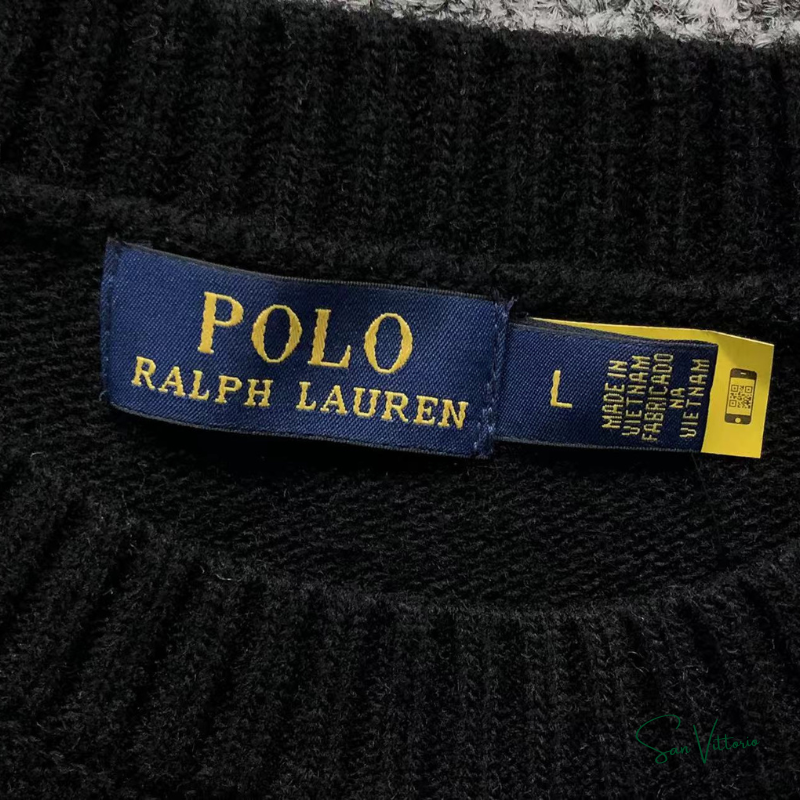 POLO
RALPH LAUREN
L
MADE IN
VIETNAM
FABRICADO
NA
VIETNAM
San Vittorio